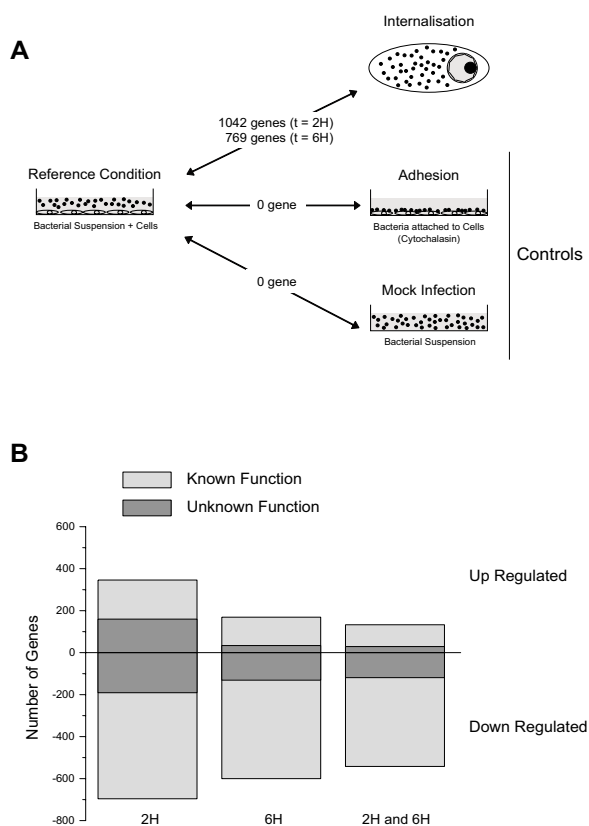 A
Internalisation
1042 genes (t = 2H)
769 genes (t = 6H)
Reference Condition
Bacterial Suspension + Cells
0 gene
Adhesion
Bacteria attached to Cells
(Cytochalasin)
Controls
0 gene
Mock Infection
Bacterial Suspension
B
Known Function
Unknown Function
Number of Genes
600
400
200
0
-200
-400
-600
-800
Up Regulated
Down Regulated
2H
6H
2H and 6H